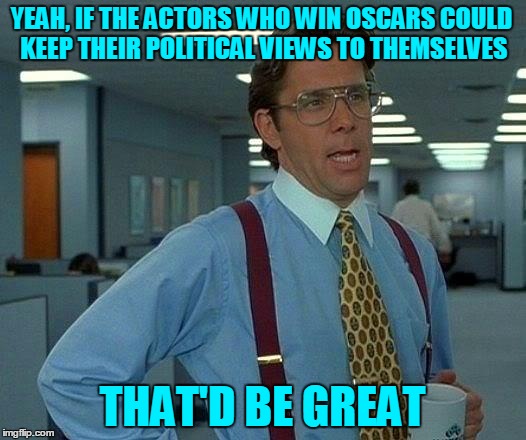 YEAH, IF THE ACTORS WHO WIN OSCARS COULD
KEEP THEIR POLITICAL VIEWS TO THEMSELVES
THAT'D BE GREAT
imgflip.com